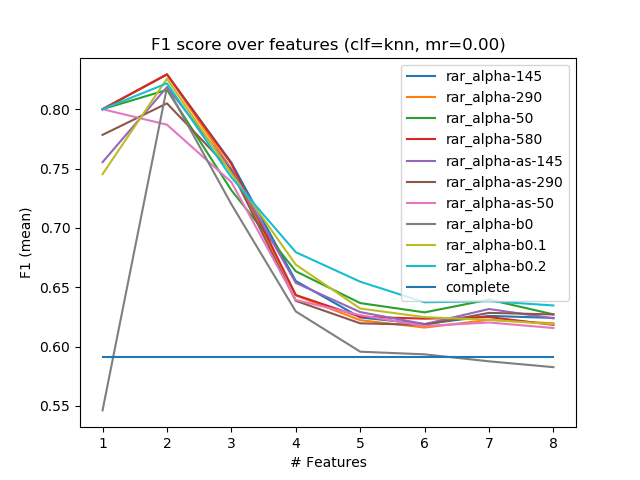 F1 score over features (clf=knn, mr=0.00)
rar_alpha-145
rar_alpha-290
rar_alpha-50
rar_alpha-580
rar_alpha-as-145
rar_alpha-as-290
rar_alpha-as-50
rar_alpha-b0
rar_alpha-b0.1
rar_alpha-b0.2
complete
F1 (mean)
0.80
0.75
0.70
0.65
0.60
0.55
1 2 3 4 5 6 7 8
# Features